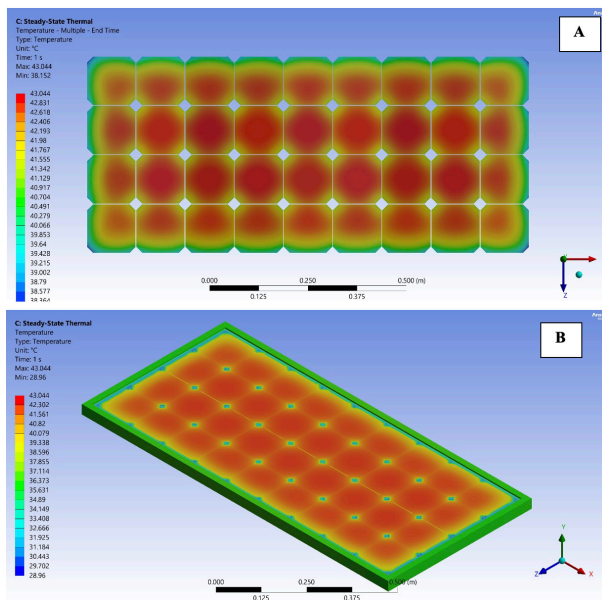 C: Steady-State Thermal
Temperature - Multiple - End Time
Type: Temperature
Unit: °C
Time: 1 s
Max: 43.044
Min: 38.152
A
43.044
42.831
42.618
42.406
42.193
41.98
41.767
41.555
41.342
41.129
40.917
40.704
40.491
40.279
40.066
39.853
39.64
39.428
39.215
39.002
38.79
38.577
38.364
0.000
0.250
0.500 (m)
0.125
0.375
Z
C: Steady-State Thermal
Temperature
Type: Temperature
Unit: °C
Time: 1 s
Max: 43.044
Min: 28.96
B
43.044
42.302
41.561
40.82
40.079
39.338
38.596
37.855
37.114
36.373
35.631
34.89
34.149
33.408
32.666
31.925
31.184
30.443
29.702
28.96
0.000
0.250
0.500 (m)
0.125
0.375
Y
Z
X